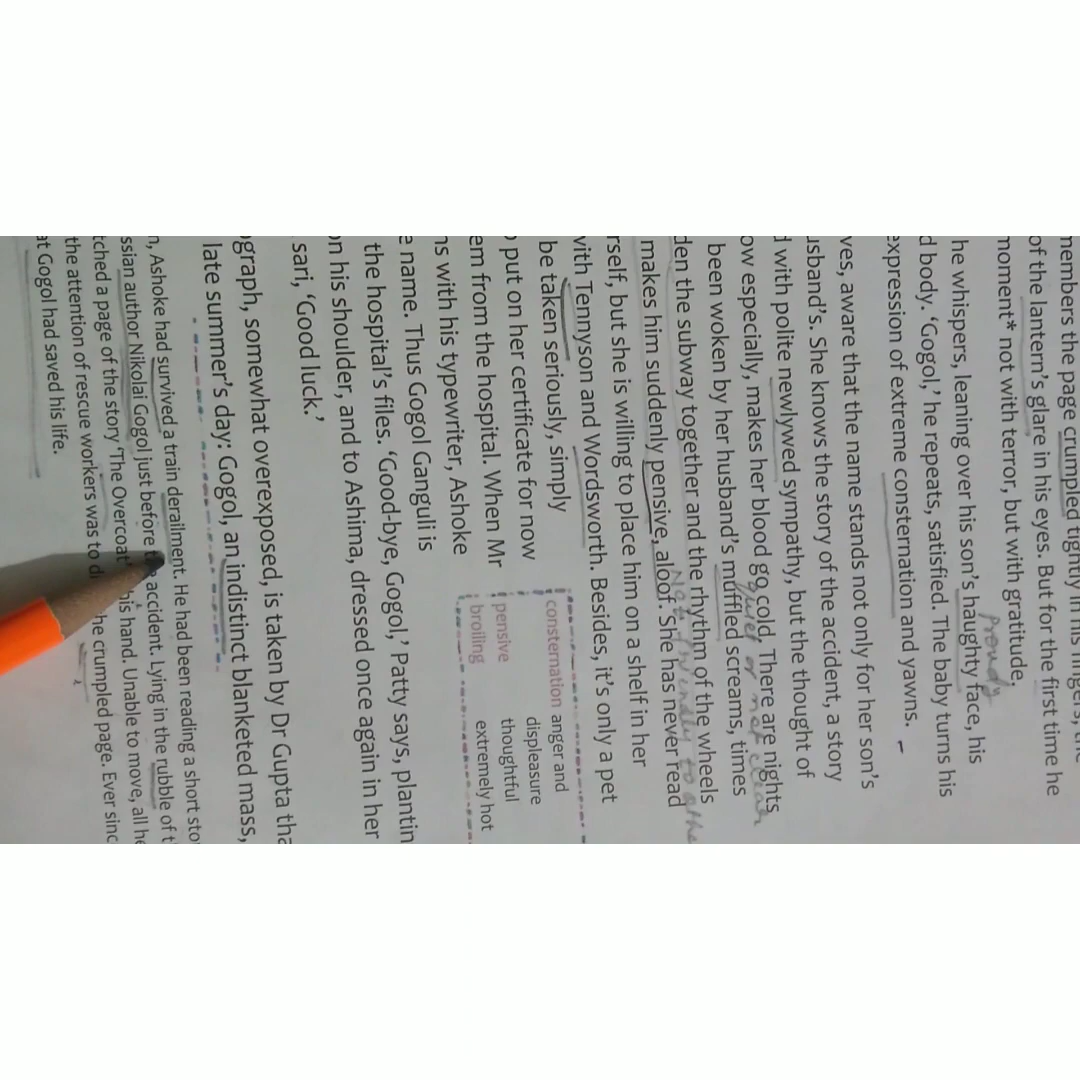 members the page crumpled tightly in his fingers, the
of the lantern's glare in his eyes. But for the first time he
moment* not with terror, but with gratitude,
proudy
he whispers, leaning over his son's haughty face, his
d body. 'Gogol,' he repeats, satisfied. The baby turns his
expression of extreme consternation and yawns.
ves, aware that the name stands not only for her son's
usband's. She knows the story of the accident, a story
d with polite newlywed sympathy, but the thought of
ow especially, makes her blood go cold. There are nights
quiet or not clear
been woken by her husband's muffled screams, times
den the subway together and the rhythm of the wheels
Not friendly to othe
makes him suddenly pensive, aloof. She has never read
rself, but she is willing to place him on a shelf in her
with Tennyson and Wordsworth. Besides, it's only a pet
be taken seriously, simply
put on her certificate for now
em from the hospital. When Mr
ns with his typewriter, Ashoke
e name. Thus Gogol Ganguli is
consternation anger and
displeasure
pensive thoughtful
broiling extremely hot
the hospital's files. 'Good-bye, Gogol,' Patty says, plantin
on his shoulder, and to Ashima, dressed once again in her
sari, 'Good luck.'
ograph, somewhat overexposed, is taken by Dr Gupta tha
late summer's day: Gogol, an indistinct blanketed mass,
n, Ashoke had survived a train derailment. He had been reading a short sto
ssian author Nikolai Gogol just before accident. Lying in the rubble of t
tched a page of the story 'The Overcoat' his hand. Unable to move, all he
the attention of rescue workers was to he crumpled page. Ever sinc
at Gogol had saved his life.